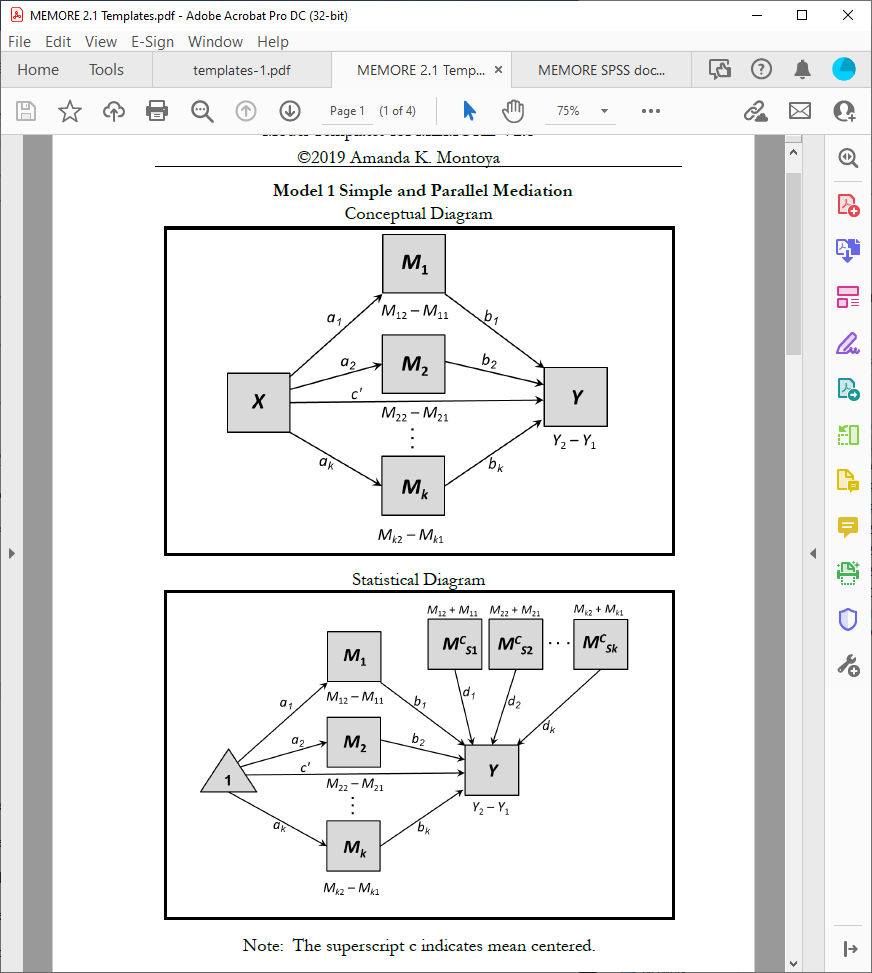 MEMORE 2.1 Templates.pdf - Adobe Acrobat Pro DC (32-bit)
File Edit View E-Sign Window Help
Home Tools templates-1.pdf MEMORE 2.1 Temp... × MEMORE SPSS doc...
Page 1 (1 of 4) 75%
©2019 Amanda K. Montoya
Model 1 Simple and Parallel Mediation
Conceptual Diagram
M1
M12 – M11
a1
b1
M2
a2
b2
X
c'
Y
M22 – M21
Y2 – Y1
⋮
ak
bk
Mk
Mk2 – Mk1
Statistical Diagram
M12 + M11 M22 + M21 Mk2 + Mk1
M^C_S1 M^C_S2 ··· M^C_Sk
M1
M12 – M11
a1
b1
d1
d2
dk
M2
a2
b2
1
c'
Y
M22 – M21
Y2 – Y1
⋮
ak
bk
Mk
Mk2 – Mk1
Note: The superscript c indicates mean centered.